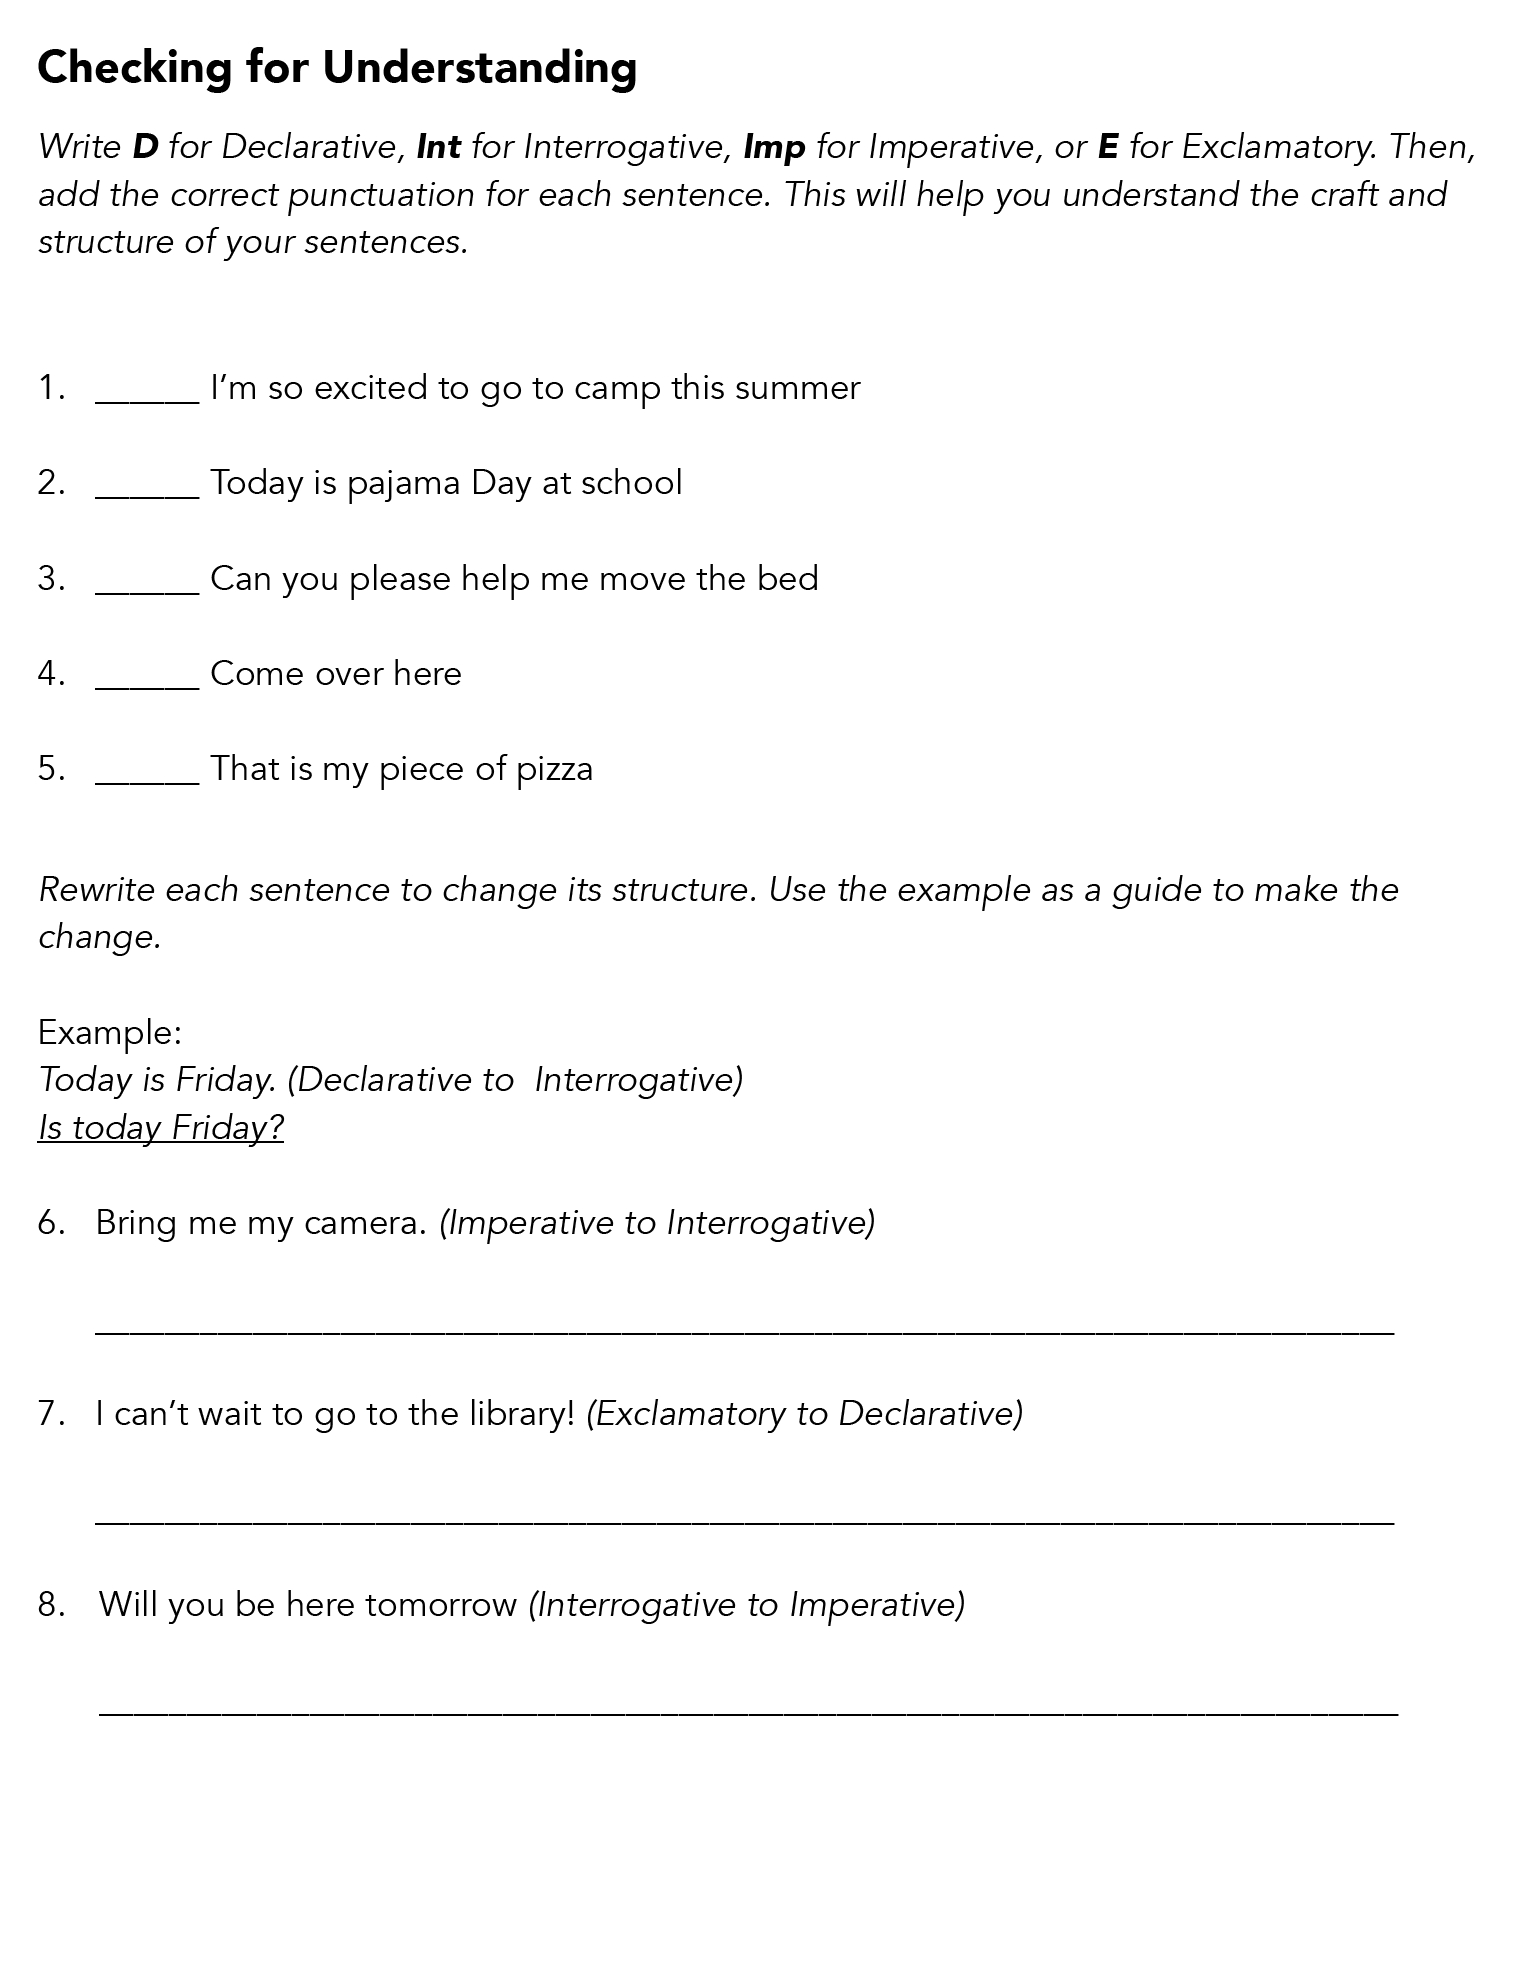 Checking for Understanding
Write D for Declarative, Int for Interrogative, Imp for Imperative, or E for Exclamatory. Then,
add the correct punctuation for each sentence. This will help you understand the craft and
structure of your sentences.
1. ______ I’m so excited to go to camp this summer
2. ______ Today is pajama Day at school
3. ______ Can you please help me move the bed
4. ______ Come over here
5. ______ That is my piece of pizza
Rewrite each sentence to change its structure. Use the example as a guide to make the
change.
Example:
Today is Friday. (Declarative to  Interrogative)
Is today Friday?
6. Bring me my camera. (Imperative to Interrogative)
7. I can’t wait to go to the library! (Exclamatory to Declarative)
8. Will you be here tomorrow (Interrogative to Imperative)